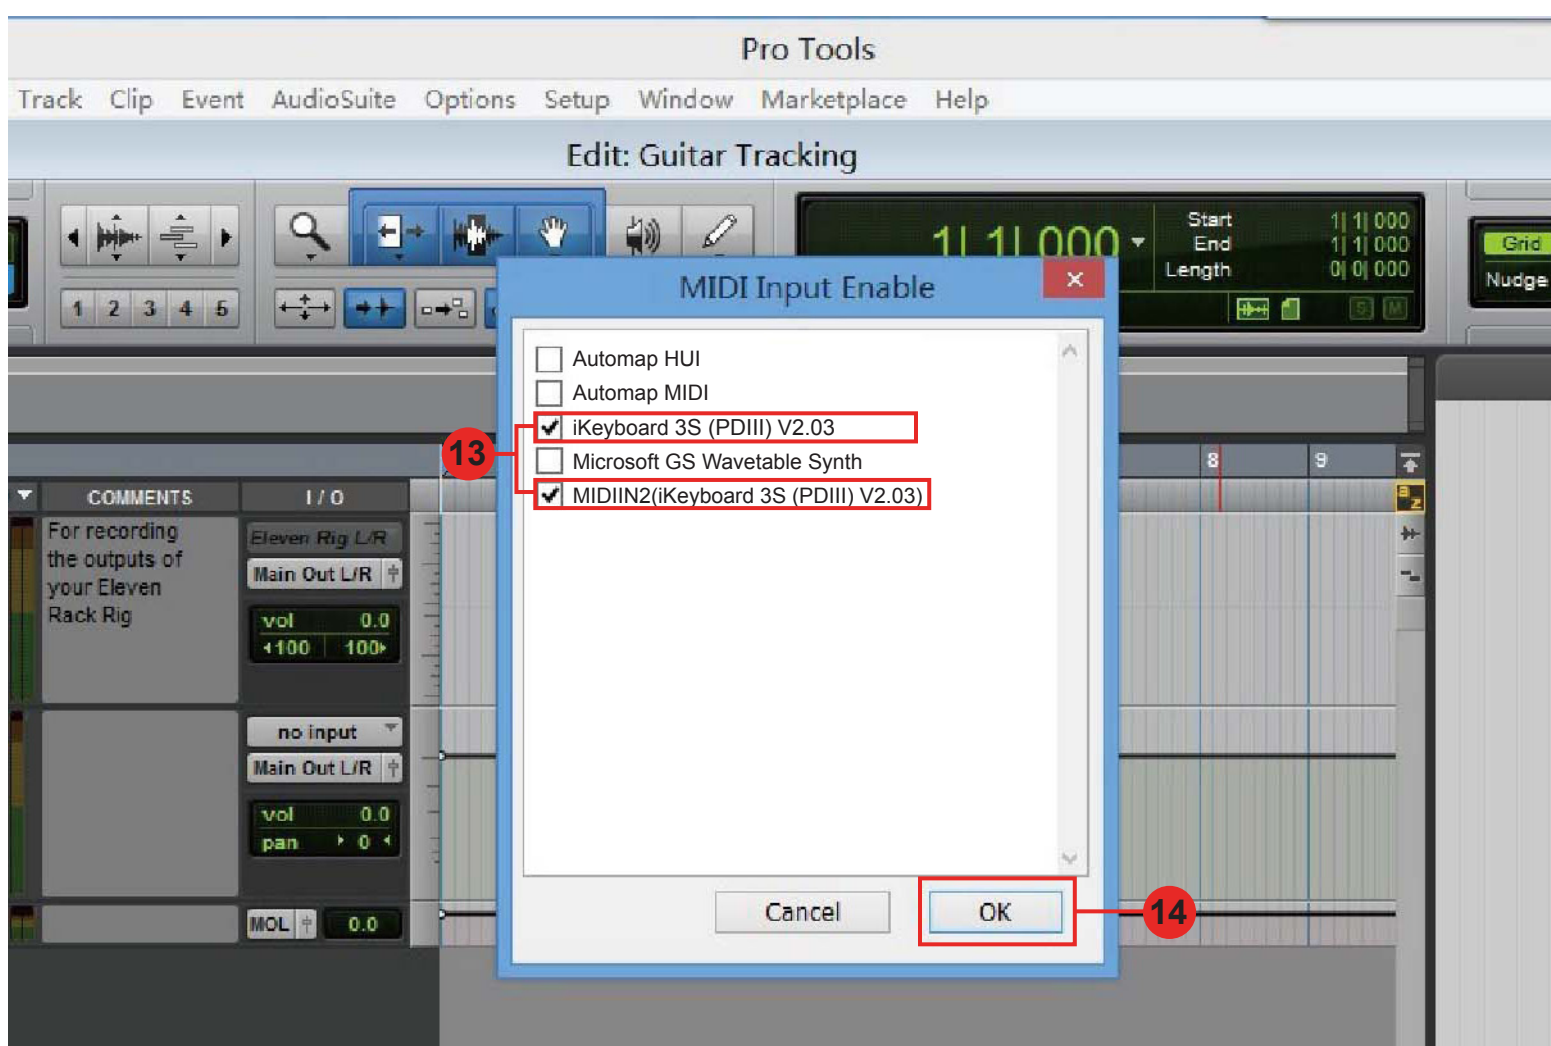 Pro Tools
Track Clip Event AudioSuite Options Setup Window Marketplace Help
Edit: Guitar Tracking
1| 1| 000
Start 1| 1| 000
End 1| 1| 000
Length 0| 0| 000
Grid
Nudge
1 2 3 4 5
S M
MIDI Input Enable
Automap HUI
Automap MIDI
iKeyboard 3S (PDIII) V2.03
Microsoft GS Wavetable Synth
MIDIIN2(iKeyboard 3S (PDIII) V2.03)
13
8 9
a z
COMMENTS I / O
For recording
the outputs of
your Eleven
Rack Rig
Eleven Rig L/R
Main Out L/R
vol 0.0
100 100
no input
Main Out L/R
vol 0.0
pan 0
MOL 0.0
Cancel OK
14